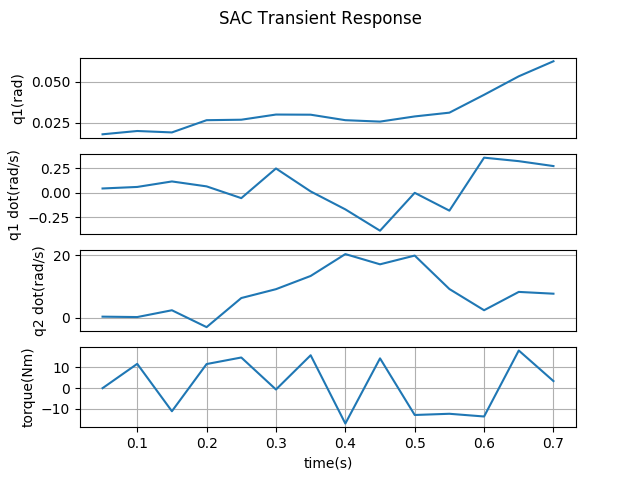 SAC Transient Response
0.050
0.025
q1(rad)
0.25
0.00
−0.25
q1 dot(rad/s)
20
0
q2 dot(rad/s)
10
0
−10
torque(Nm)
0.1 0.2 0.3 0.4 0.5 0.6 0.7
time(s)